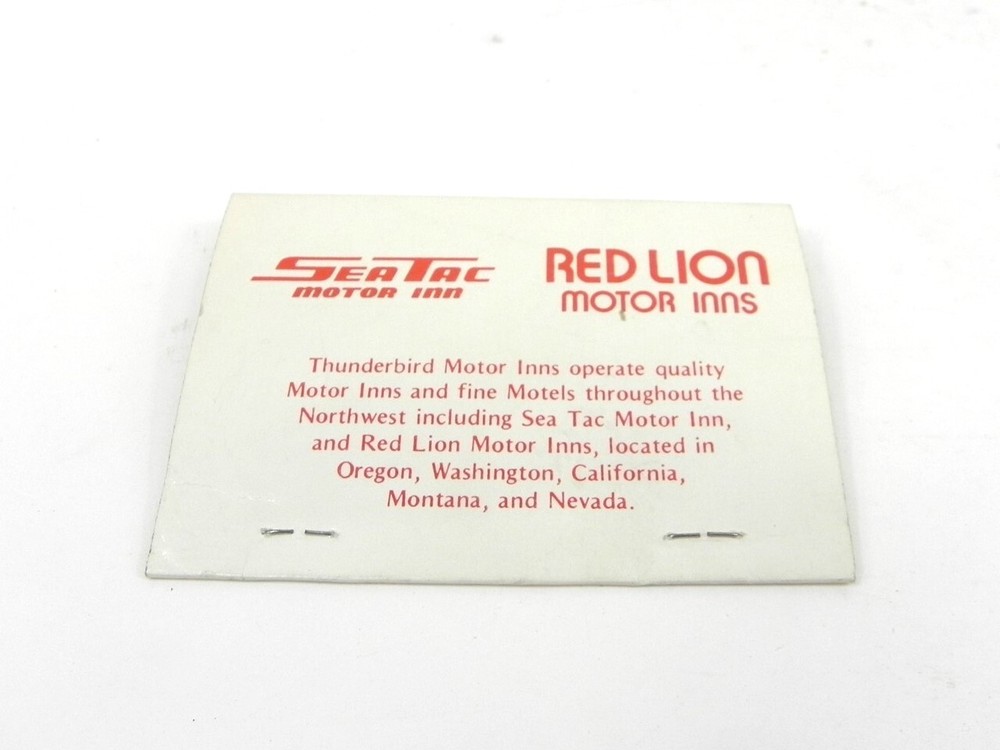 SEATAC
MOTOR INN
RED LION
MOTOR INNS
Thunderbird Motor Inns operate quality
Motor Inns and fine Motels throughout the
Northwest including Sea Tac Motor Inn,
and Red Lion Motor Inns, located in
Oregon, Washington, California,
Montana, and Nevada.